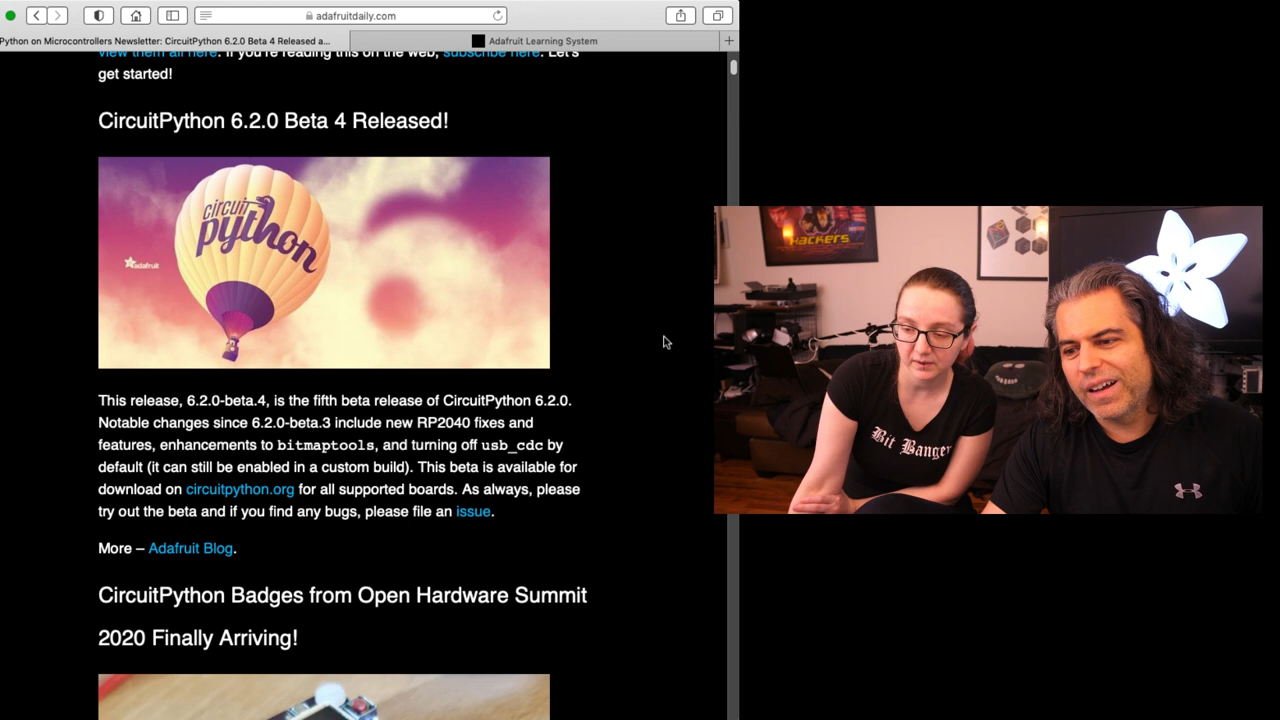 adafruitdaily.com
Python on Microcontrollers Newsletter: CircuitPython 6.2.0 Beta 4 Released a...
Adafruit Learning System
view them all here. If you're reading this on the web, subscribe here. Let's
get started!
CircuitPython 6.2.0 Beta 4 Released!
circuit
python
adafruit
This release, 6.2.0-beta.4, is the fifth beta release of CircuitPython 6.2.0.
Notable changes since 6.2.0-beta.3 include new RP2040 fixes and
features, enhancements to bitmaptools, and turning off usb_cdc by
default (it can still be enabled in a custom build). This beta is available for
download on circuitpython.org for all supported boards. As always, please
try out the beta and if you find any bugs, please file an issue.
More – Adafruit Blog.
CircuitPython Badges from Open Hardware Summit
2020 Finally Arriving!
HACKERS
Bit Banger